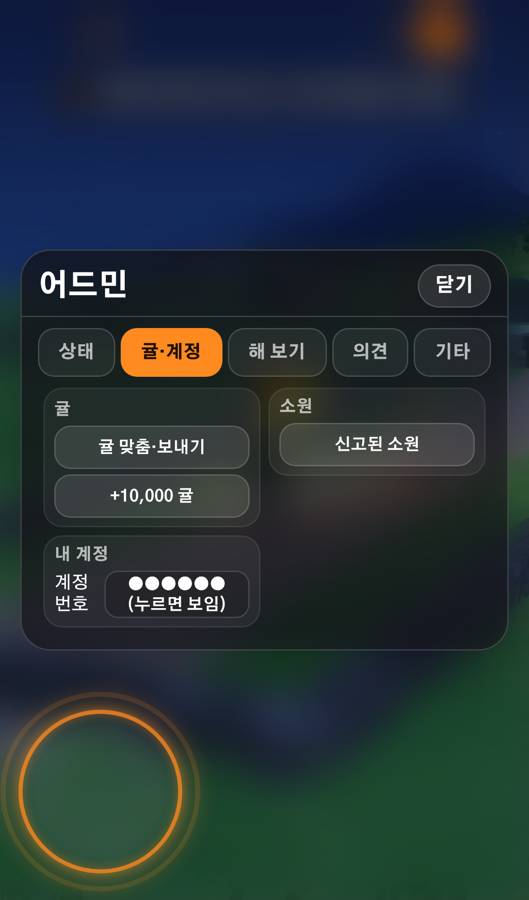 어드민
닫기
상태
귤·계정
해 보기
의견
기타
귤
귤 맞춤·보내기
+10,000 귤
소원
신고된 소원
내 계정
계정
번호
●●●●●●
(누르면 보임)